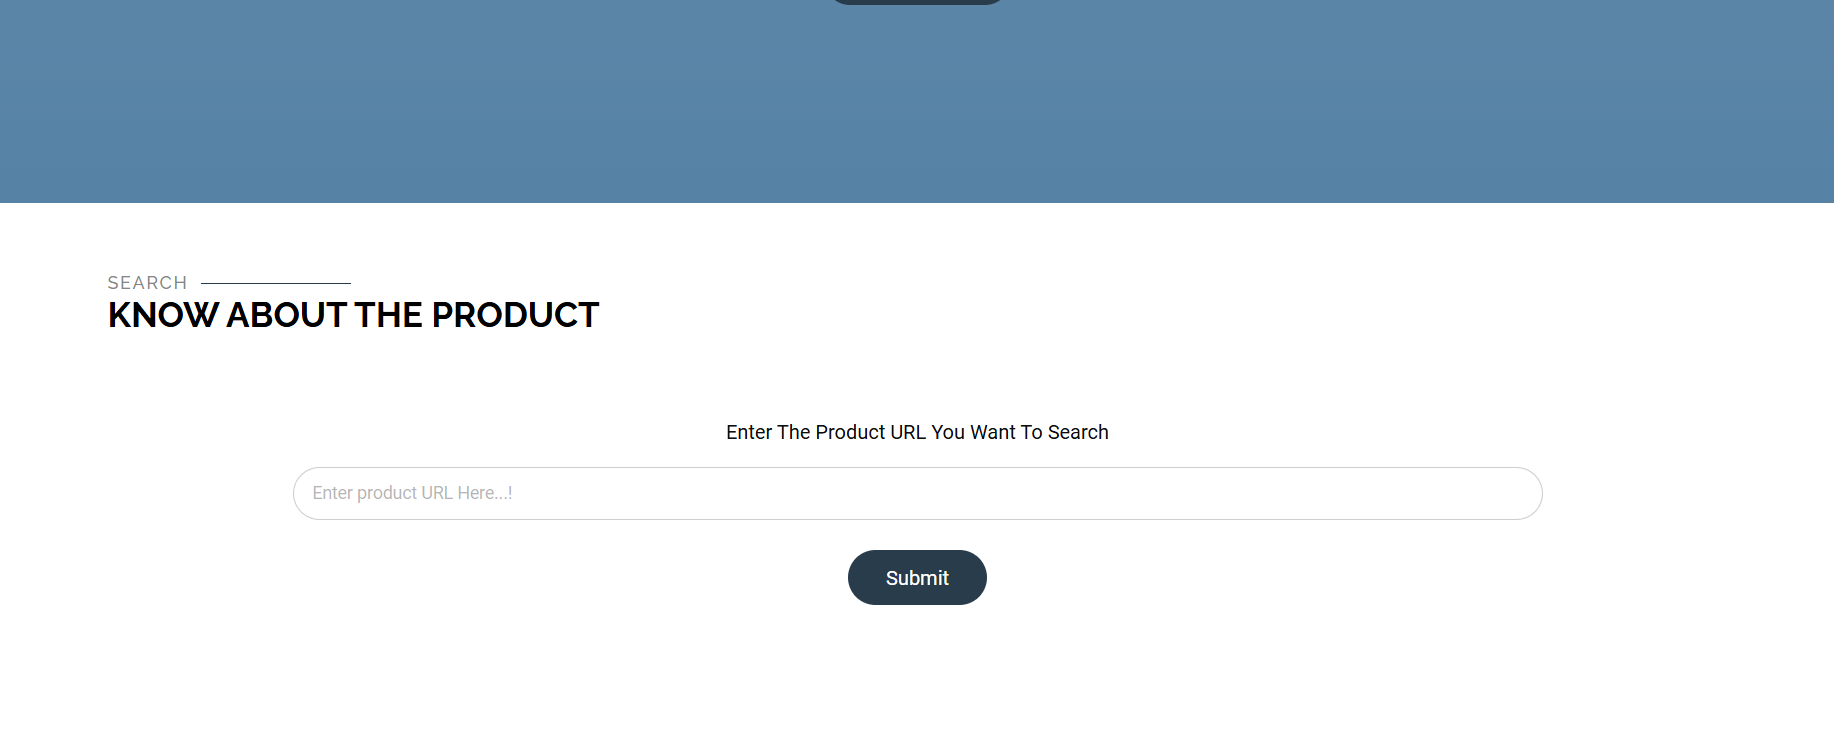 SEARCH
KNOW ABOUT THE PRODUCT
Enter The Product URL You Want To Search
Enter product URL Here...!
Submit